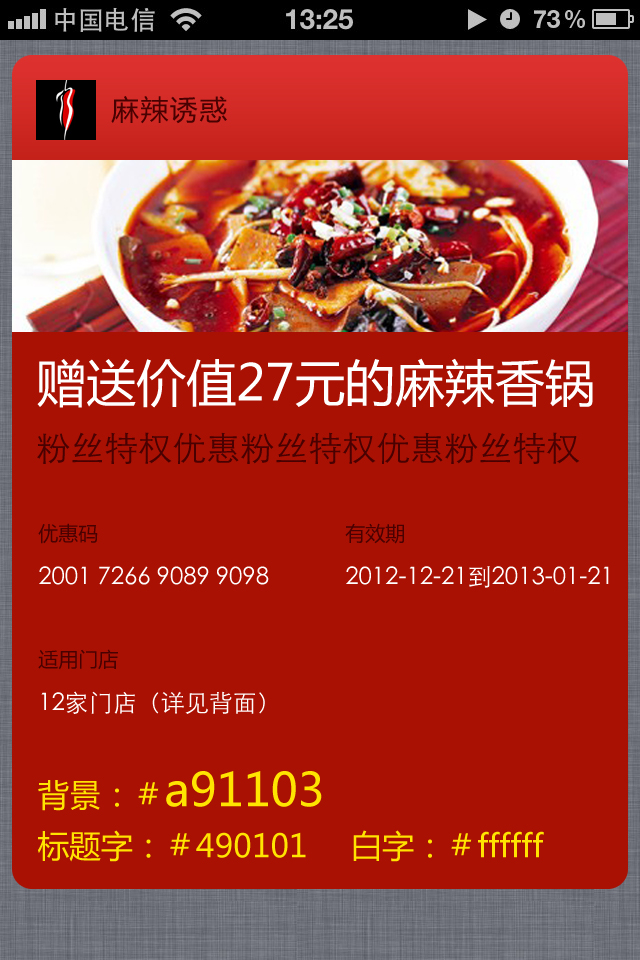 中国电信 13:25 73%
麻辣诱惑
赠送价值27元的麻辣香锅
粉丝特权优惠粉丝特权优惠粉丝特权
优惠码 有效期
2001 7266 9089 9098 2012-12-21到2013-01-21
适用门店
12家门店（详见背面）
背景：#a91103
标题字：#490101 白字：#ffffff